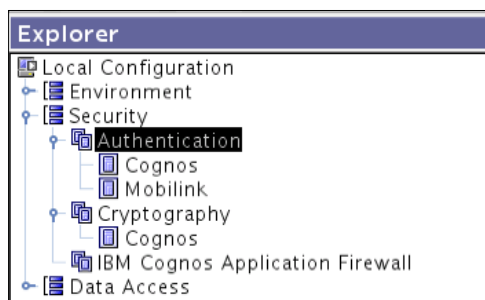 Explorer
Local Configuration
Environment
Security
Authentication
Cognos
Mobilink
Cryptography
Cognos
IBM Cognos Application Firewall
Data Access